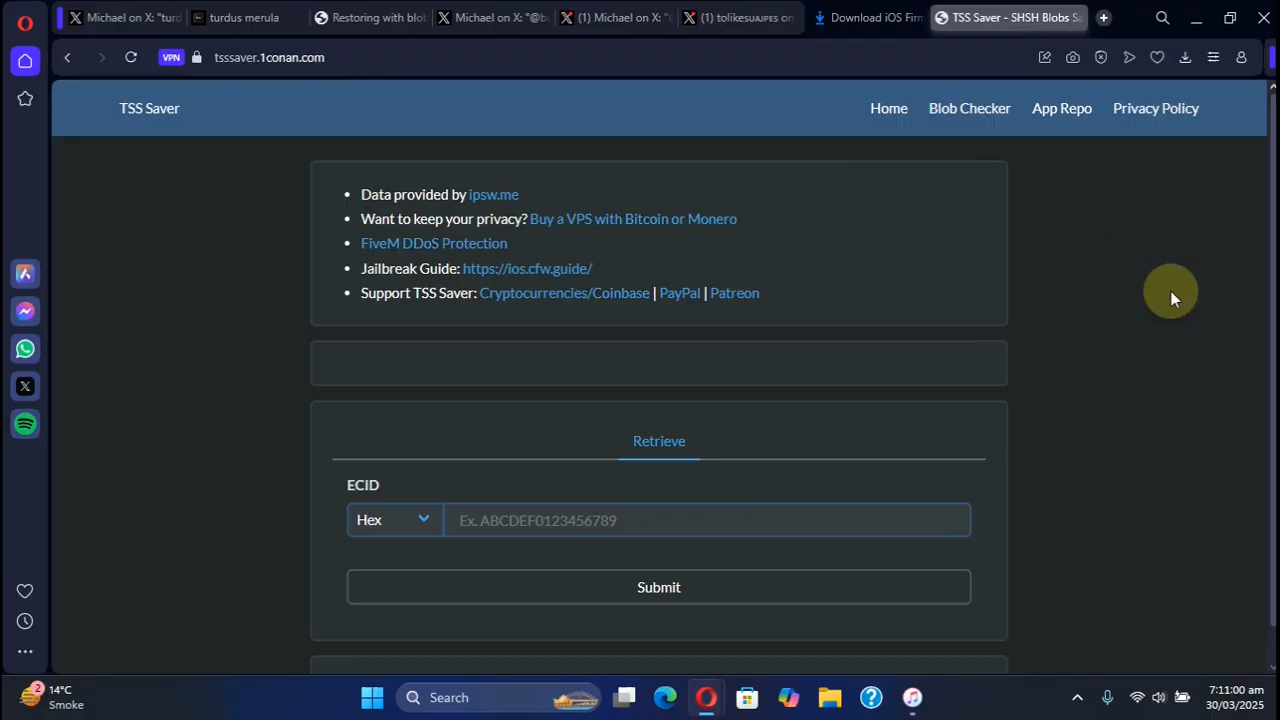 Michael on X: "turd
turdus merula
Restoring with blob
Michael on X: "@b
(1) Michael on X: "t
(1) tolikesᴜᴀɪᴘᴇs on
Download iOS Firm
TSS Saver - SHSH Blobs Sa
VPN
tsssaver.1conan.com
TSS Saver
Home
Blob Checker
App Repo
Privacy Policy
Data provided by ipsw.me
Want to keep your privacy? Buy a VPS with Bitcoin or Monero
FiveM DDoS Protection
Jailbreak Guide: https://ios.cfw.guide/
Support TSS Saver: Cryptocurrencies/Coinbase | PayPal | Patreon
Retrieve
ECID
Hex
Ex. ABCDEF0123456789
Submit
2
14°C
Smoke
Search
7:11:00 am
30/03/2025